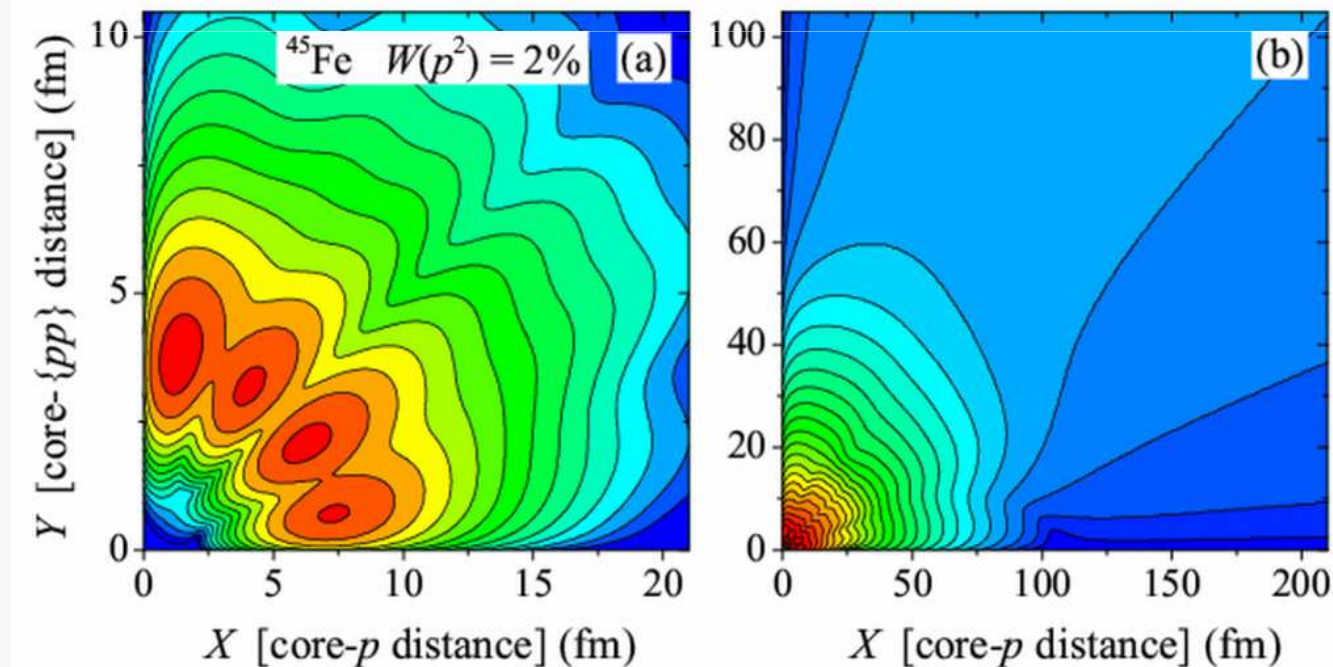 ⁴⁵Fe W(p²) = 2% (a)
Y [core-{pp} distance] (fm)
10
5
0
0 5 10 15 20
X [core-p distance] (fm)
(b)
100
80
60
40
20
0
0 50 100 150 200
X [core-p distance] (fm)